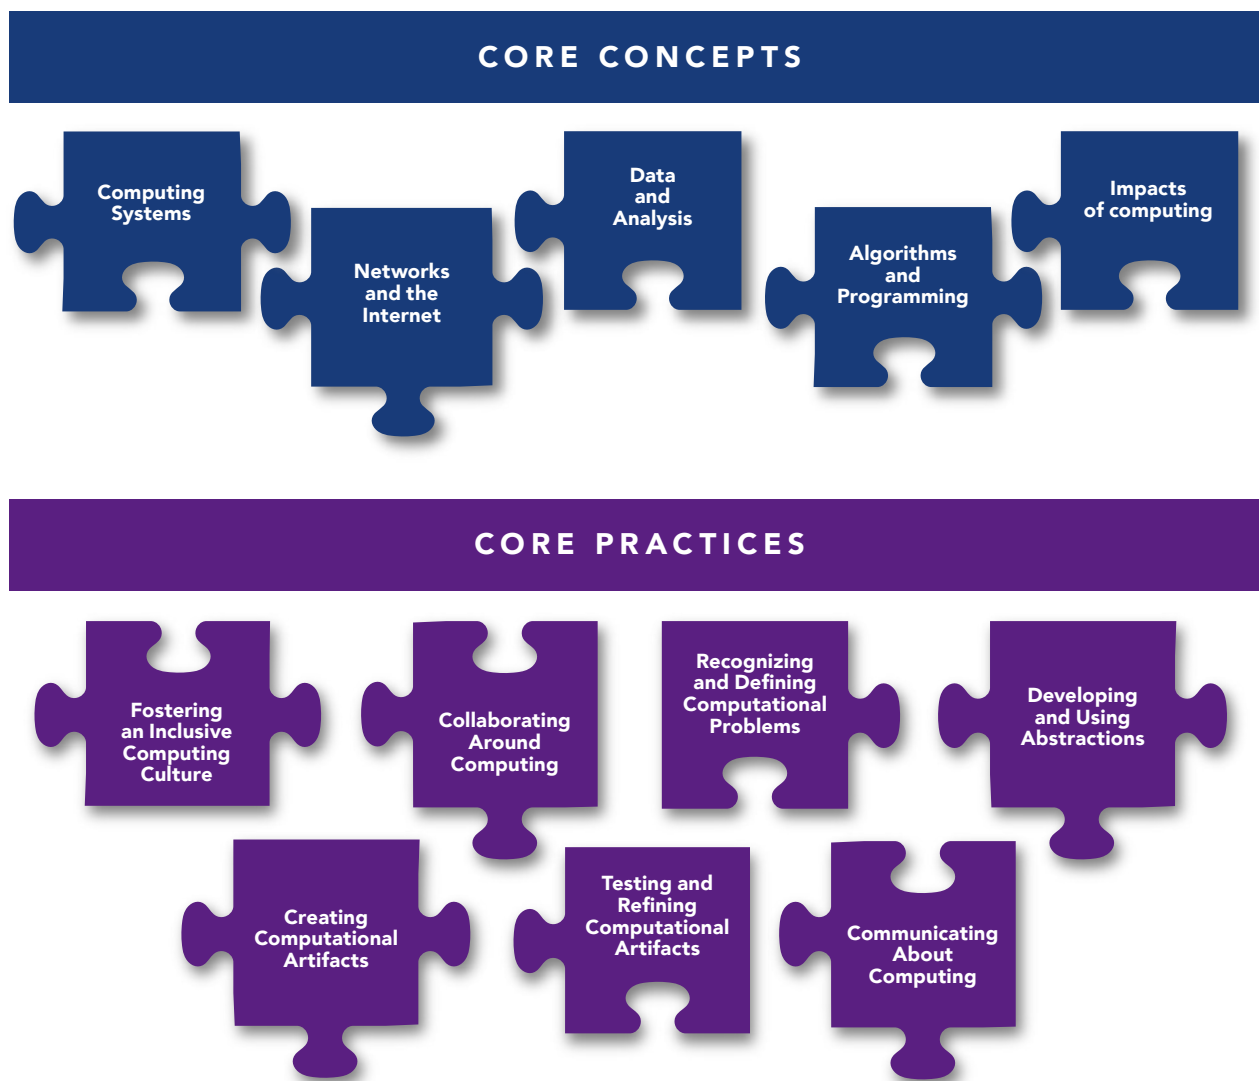 CORE CONCEPTS
Computing
Systems
Networks
and the
Internet
Data
and
Analysis
Algorithms
and
Programming
Impacts
of computing
CORE PRACTICES
Fostering
an Inclusive
Computing
Culture
Collaborating
Around
Computing
Recognizing
and Defining
Computational
Problems
Developing
and Using
Abstractions
Creating
Computational
Artifacts
Testing and
Refining
Computational
Artifacts
Communicating
About
Computing